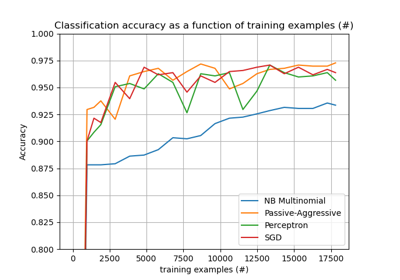 Classification accuracy as a function of training examples (#)
1.000
0.975
0.950
0.925
0.900
0.875
0.850
0.825
0.800
Accuracy
NB Multinomial
Passive-Aggressive
Perceptron
SGD
0 2500 5000 7500 10000 12500 15000 17500
training examples (#)